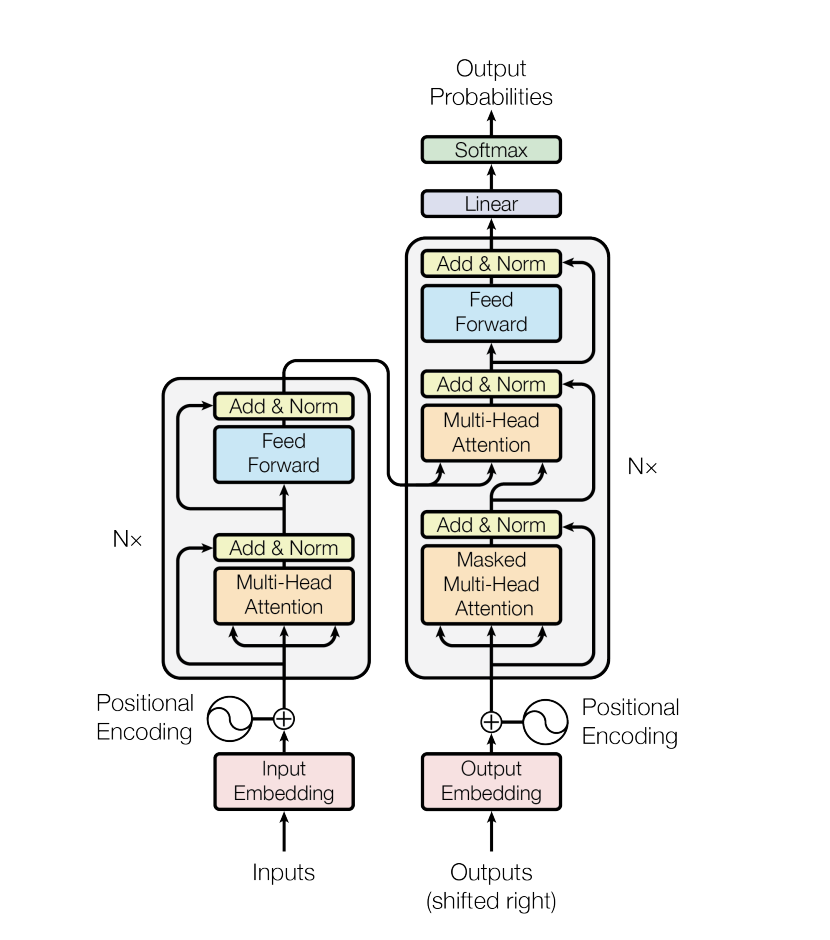 Output
Probabilities
Softmax
Linear
Add & Norm
Feed
Forward
Add & Norm
Multi-Head
Attention
Add & Norm
Masked
Multi-Head
Attention
Nx
Positional
Encoding
Output
Embedding
Outputs
(shifted right)
Add & Norm
Feed
Forward
Add & Norm
Multi-Head
Attention
N×
Positional
Encoding
Input
Embedding
Inputs